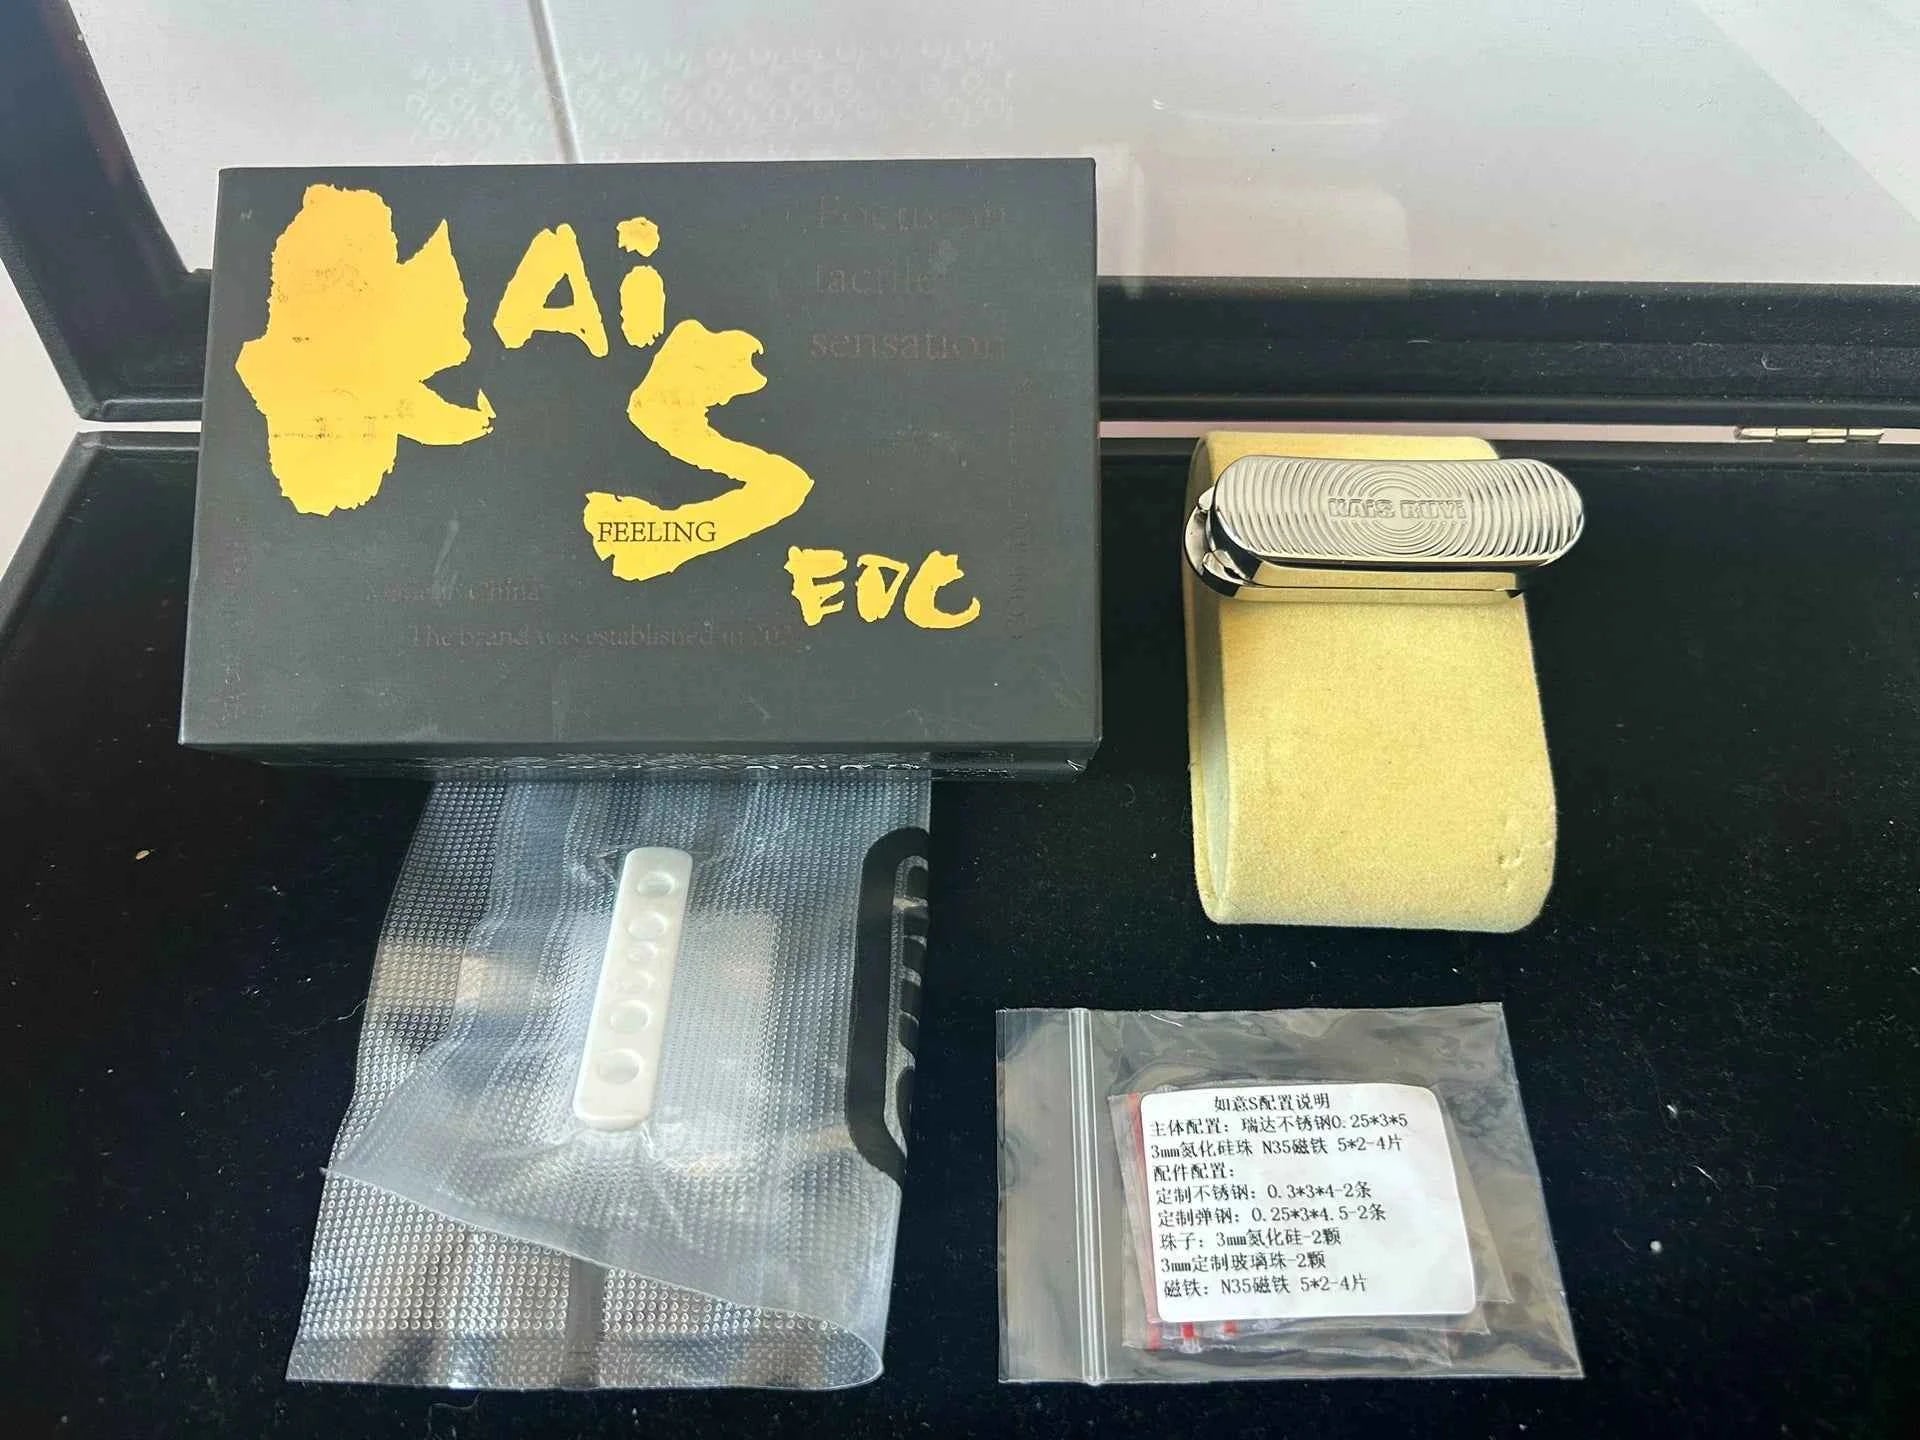 KAiS
EDC
FEELING
Focus on
tactile
sensation
The brand was established in
KAiS RUYi
如意S配置说明
主体配置：瑞达不锈钢0.25*3*5
3mm氮化硅珠 N35磁铁 5*2-4片
配件配置：
定制不锈钢：0.3*3*4-2条
定制弹钢：0.25*3*4.5-2条
珠子：3mm氮化硅-2颗
3mm定制玻璃珠-2颗
磁铁：N35磁铁 5*2-4片